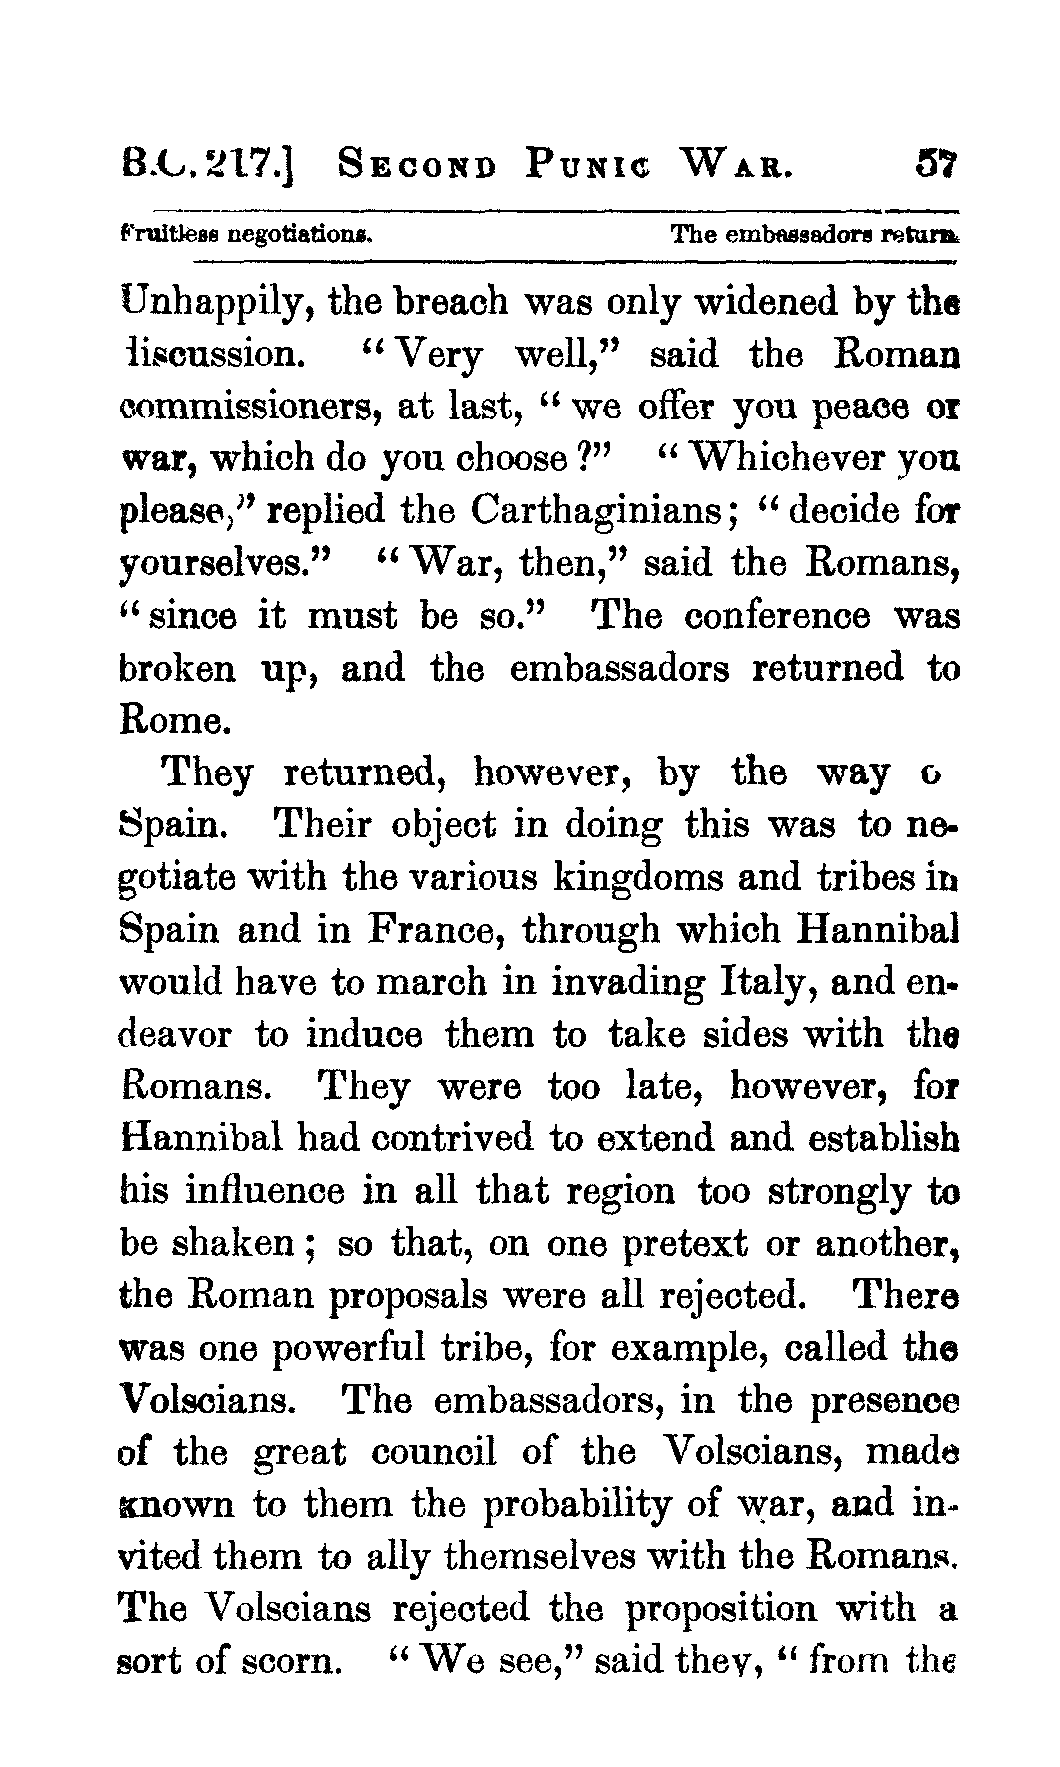 B.C. 217.] SECOND PUNIC WAR. 57
Fruitless negotiations. The embassadors return.
Unhappily, the breach was only widened by the
discussion. “Very well,” said the Roman
commissioners, at last, “we offer you peace or
war, which do you choose?” “Whichever you
please,” replied the Carthaginians; “decide for
yourselves.” “War, then,” said the Romans,
“since it must be so.” The conference was
broken up, and the embassadors returned to
Rome.
They returned, however, by the way o
Spain. Their object in doing this was to ne-
gotiate with the various kingdoms and tribes in
Spain and in France, through which Hannibal
would have to march in invading Italy, and en-
deavor to induce them to take sides with the
Romans. They were too late, however, for
Hannibal had contrived to extend and establish
his influence in all that region too strongly to
be shaken; so that, on one pretext or another,
the Roman proposals were all rejected. There
was one powerful tribe, for example, called the
Volscians. The embassadors, in the presence
of the great council of the Volscians, made
known to them the probability of war, and in-
vited them to ally themselves with the Romans.
The Volscians rejected the proposition with a
sort of scorn. “We see,” said they, “from the